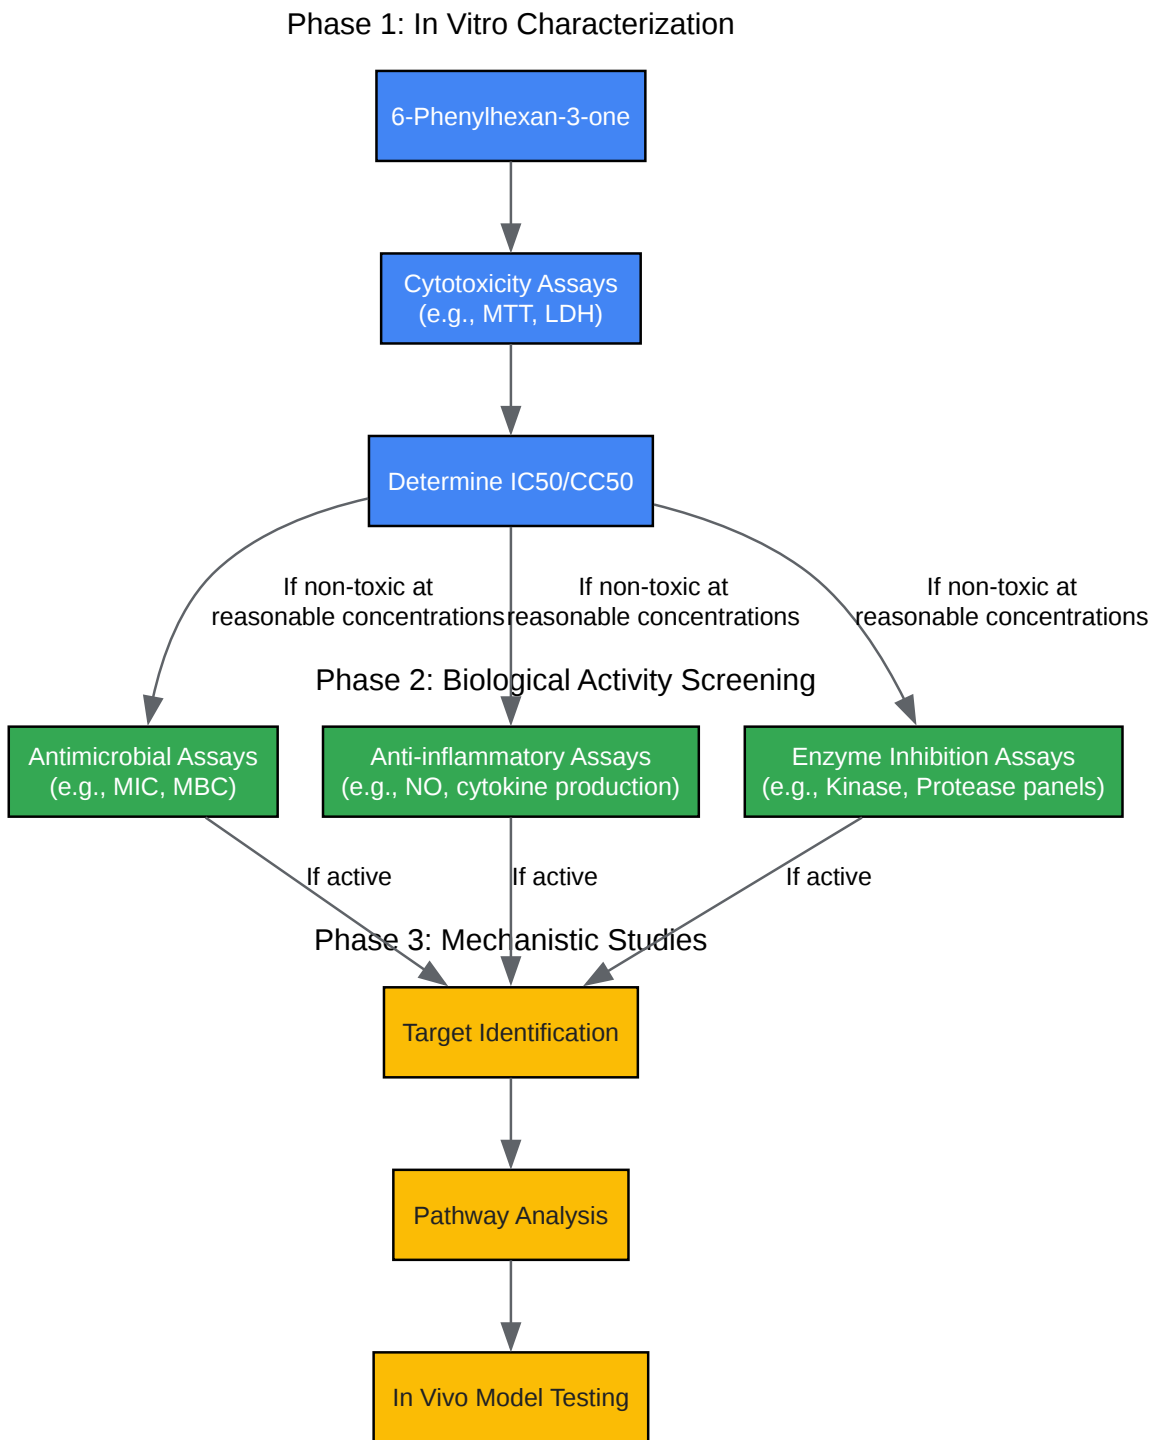 Phase 1: In Vitro Characterization
6-Phenylhexan-3-one
Cytotoxicity Assays
(e.g., MTT, LDH)
Determine IC50/CC50
If non-toxic at
reasonable concentrations
If non-toxic at
reasonable concentrations
If non-toxic at
reasonable concentrations
Phase 2: Biological Activity Screening
Antimicrobial Assays
(e.g., MIC, MBC)
Anti-inflammatory Assays
(e.g., NO, cytokine production)
Enzyme Inhibition Assays
(e.g., Kinase, Protease panels)
If active
If active
If active
Phase 3: Mechanistic Studies
Target Identification
Pathway Analysis
In Vivo Model Testing